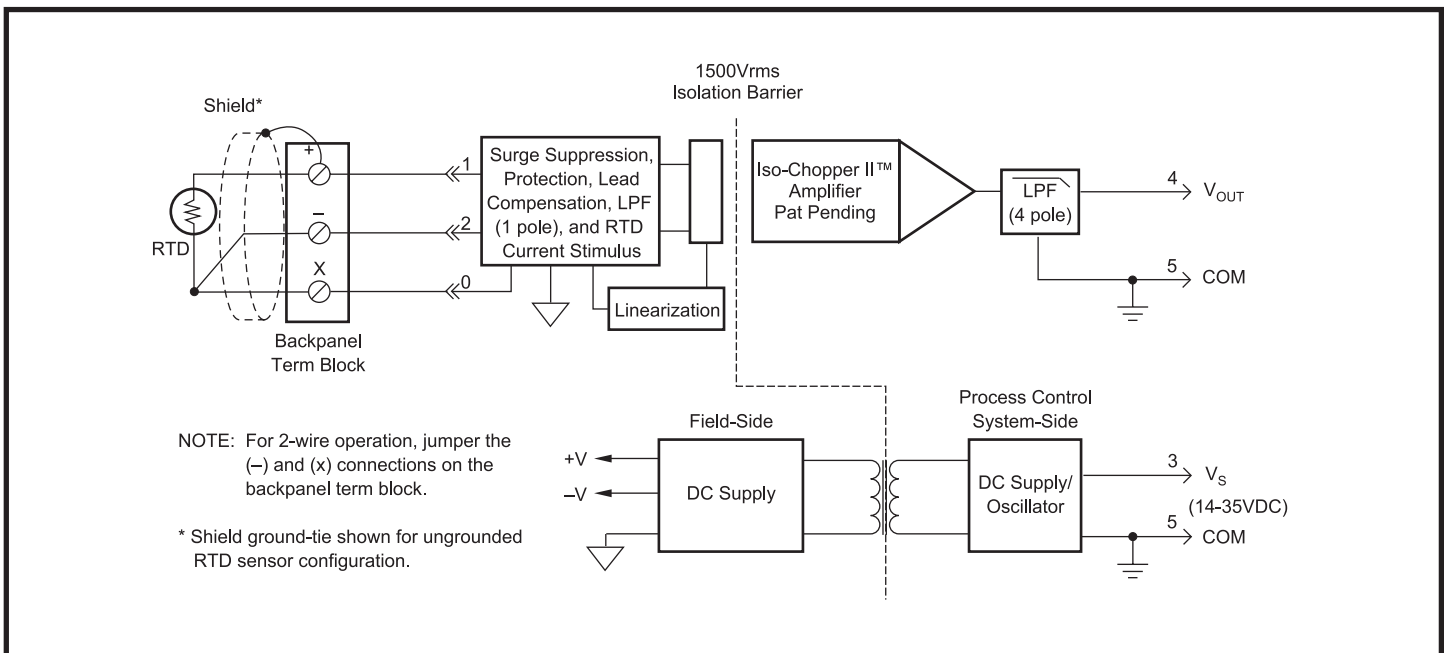 1500Vrms
Isolation Barrier
Shield*
+
–
X
RTD
Backpanel
Term Block
1
2
0
Surge Suppression,
Protection, Lead
Compensation, LPF
(1 pole), and RTD
Current Stimulus
Linearization
Iso-Chopper II™
Amplifier
Pat Pending
LPF
(4 pole)
4
VOUT
5
COM
NOTE: For 2-wire operation, jumper the
(–) and (x) connections on the
backpanel term block.
* Shield ground-tie shown for ungrounded
RTD sensor configuration.
Field-Side
+V
–V
DC Supply
Process Control
System-Side
DC Supply/
Oscillator
3
VS
(14-35VDC)
5
COM